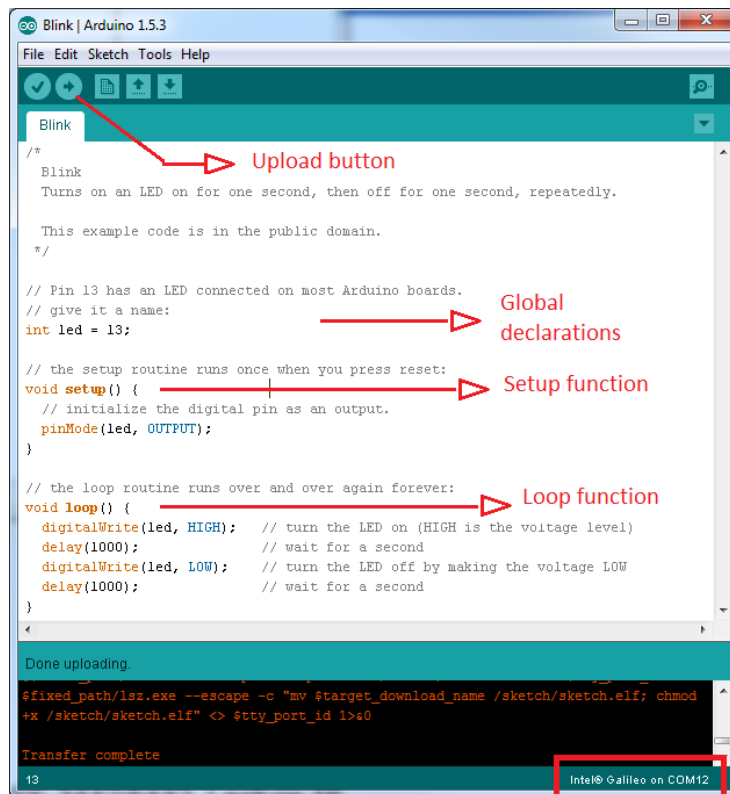 Blink | Arduino 1.5.3
File Edit Sketch Tools Help
Blink
Upload button
/*
Blink
Turns on an LED on for one second, then off for one second, repeatedly.
This example code is in the public domain.
*/
// Pin 13 has an LED connected on most Arduino boards.
// give it a name:
int led = 13;
Global
declarations
// the setup routine runs once when you press reset:
void setup() {
Setup function
// initialize the digital pin as an output.
pinMode(led, OUTPUT);
}
// the loop routine runs over and over again forever:
void loop() {
Loop function
digitalWrite(led, HIGH);   // turn the LED on (HIGH is the voltage level)
delay(1000);               // wait for a second
digitalWrite(led, LOW);    // turn the LED off by making the voltage LOW
delay(1000);               // wait for a second
}
Done uploading.
$fixed_path/lsz.exe --escape -c "mv $target_download_name /sketch/sketch.elf; chmod
+x /sketch/sketch.elf" <> $tty_port_id 1>&0
Transfer complete
13
Intel® Galileo on COM12